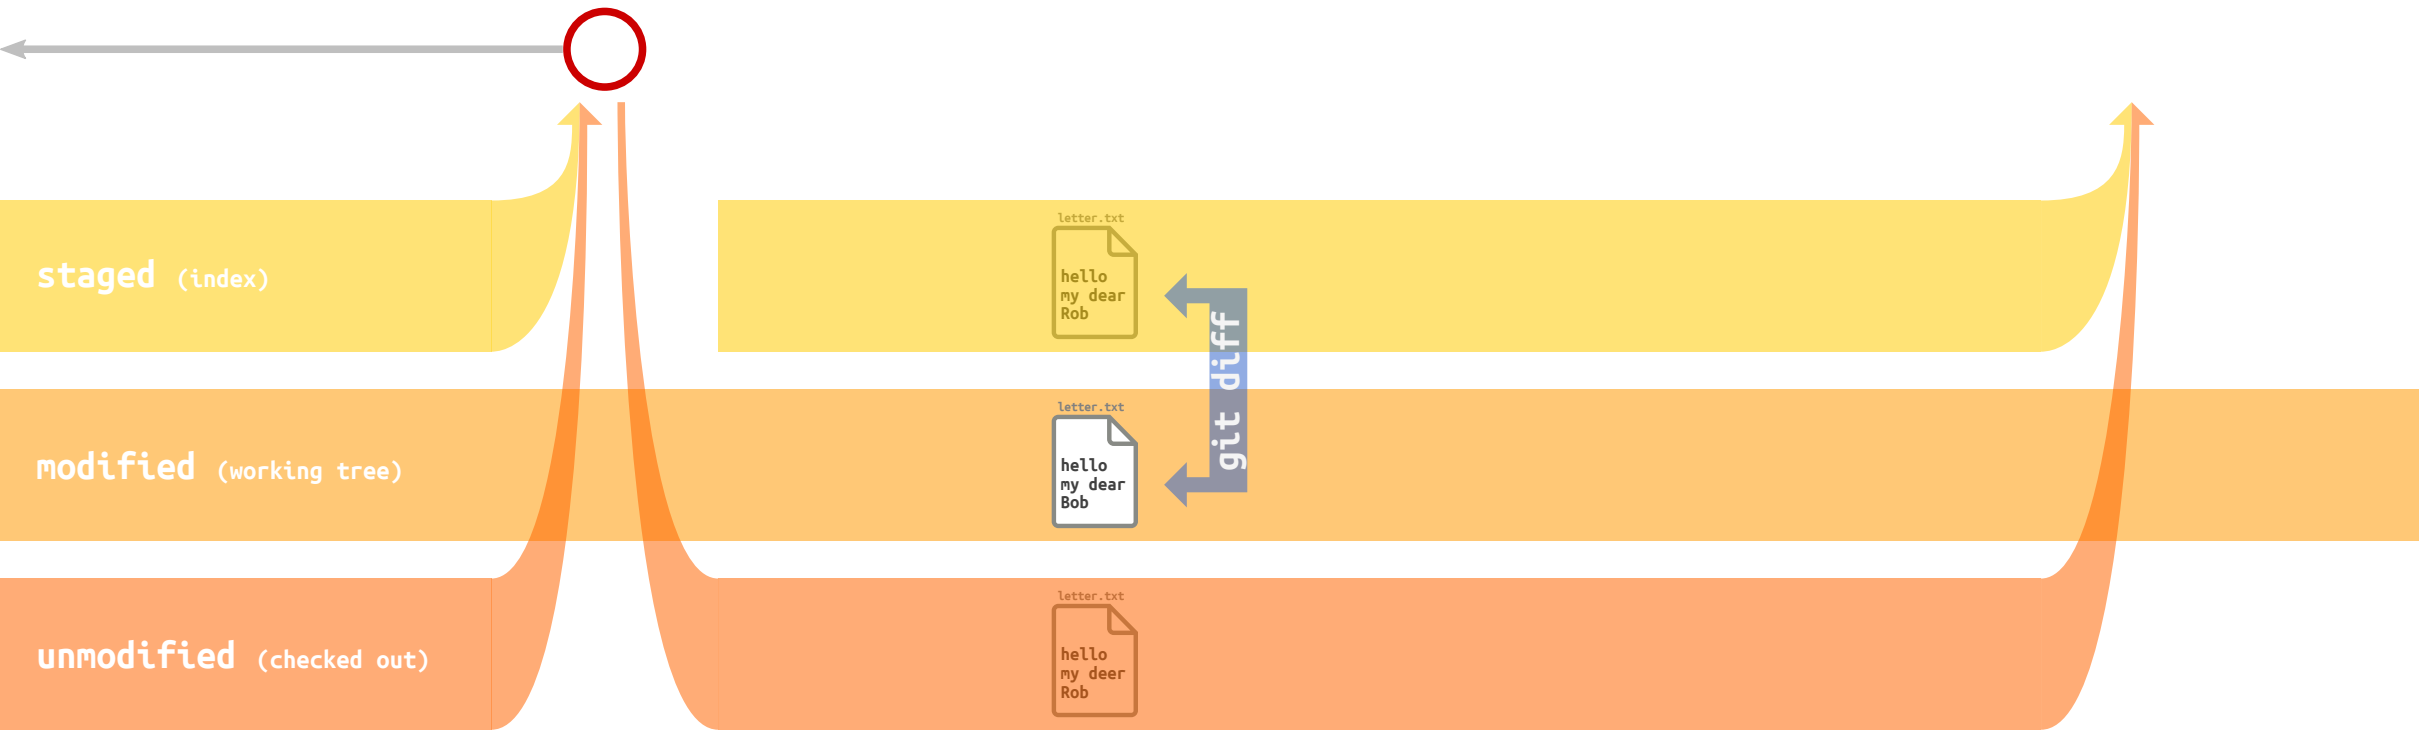 staged (index)
letter.txt
hello
my dear
Rob
git diff
modified (working tree)
letter.txt
hello
my dear
Bob
unmodified (checked out)
letter.txt
hello
my deer
Rob